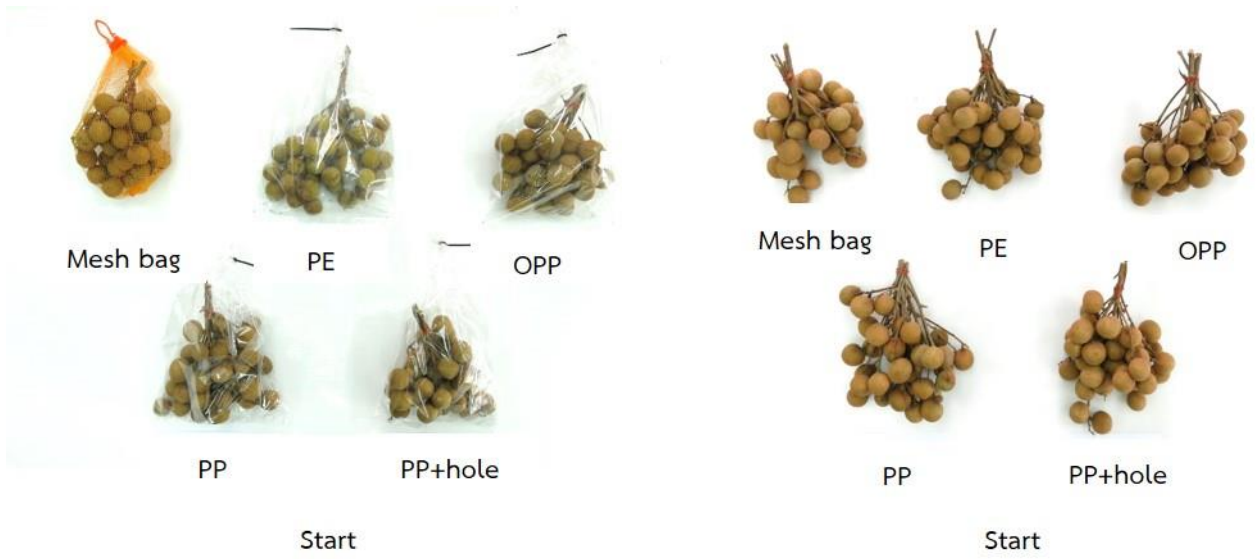 Mesh bag
PE
OPP
PP
PP+hole
Start
Mesh bag
PE
OPP
PP
PP+hole
Start